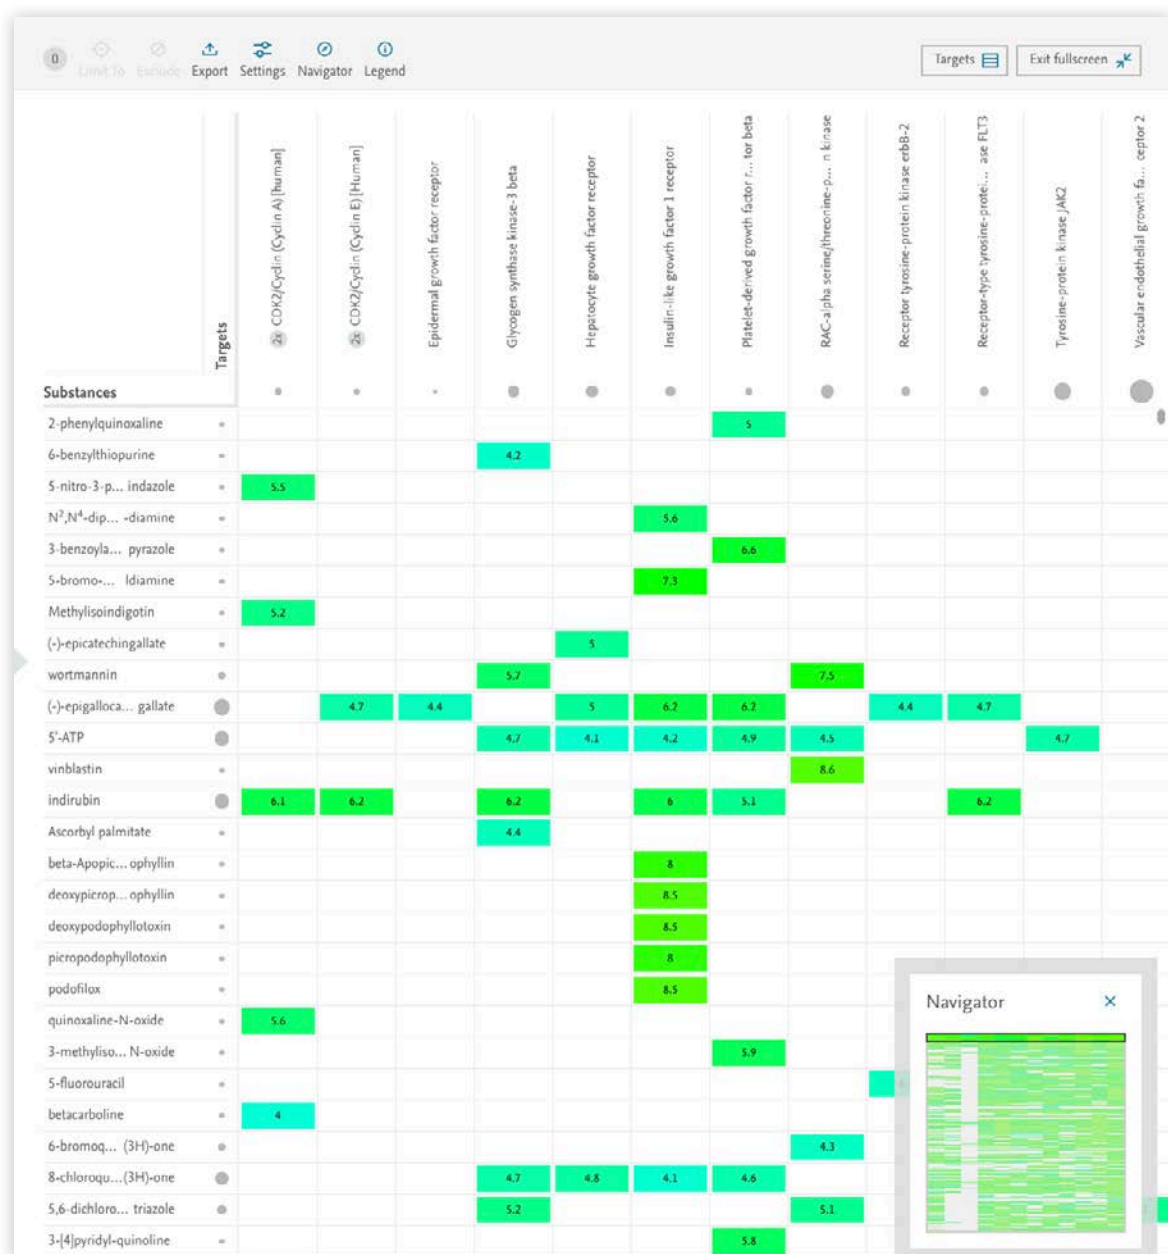 0 Limit To Exclude Export Settings Navigator Legend Targets Exit fullscreen
Targets
2x CDK2/Cyclin (Cyclin A) [human]
2x CDK2/Cyclin (Cyclin E) [Human]
Epidermal growth factor receptor
Glycogen synthase kinase-3 beta
Hepatocyte growth factor receptor
Insulin-like growth factor 1 receptor
Platelet-derived growth factor r... tor beta
RAC-alpha serine/threonine-p... n kinase
Receptor tyrosine-protein kinase erbB-2
Receptor-type tyrosine-protei... ase FLT3
Tyrosine-protein kinase JAK2
Vascular endothelial growth fa... ceptor 2
Substances
2-phenylquinoxaline 5
6-benzylthiopurine 4.2
5-nitro-3-p... indazole 5.5
N²,N⁴-dip... -diamine 5.6
3-benzoyla... pyrazole 6.6
5-bromo-... ldiamine 7.3
Methylisoindigotin 5.2
(-)-epicatechingallate 5
wortmannin 5.7 7.5
(-)-epigalloca... gallate 4.7 4.4 5 6.2 6.2 4.4 4.7
5'-ATP 4.7 4.1 4.2 4.9 4.5 4.7
vinblastin 8.6
indirubin 6.1 6.2 6.2 6 5.1 6.2
Ascorbyl palmitate 4.4
beta-Apopic... ophyllin 8
deoxypicrop... ophyllin 8.5
deoxypodophyllotoxin 8.5
picropodophyllotoxin 8
podofilox 8.5
Navigator
quinoxaline-N-oxide 5.6
3-methyliso... N-oxide 5.9
5-fluorouracil
betacarboline 4
6-bromoq... (3H)-one 4.3
8-chloroqu...(3H)-one 4.7 4.8 4.1 4.6
5,6-dichloro... triazole 5.2 5.1
3-[4]pyridyl-quinoline 5.8